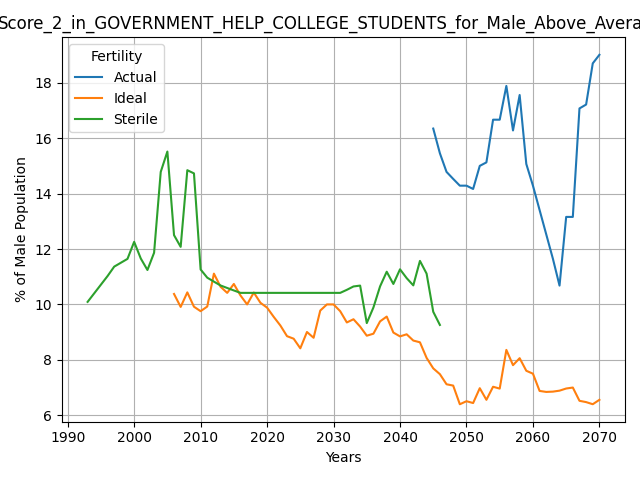 Score_2_in_GOVERNMENT_HELP_COLLEGE_STUDENTS_for_Male_Above_Avera
Fertility
Actual
Ideal
Sterile
% of Male Population
18
16
14
12
10
8
6
1990 2000 2010 2020 2030 2040 2050 2060 2070
Years